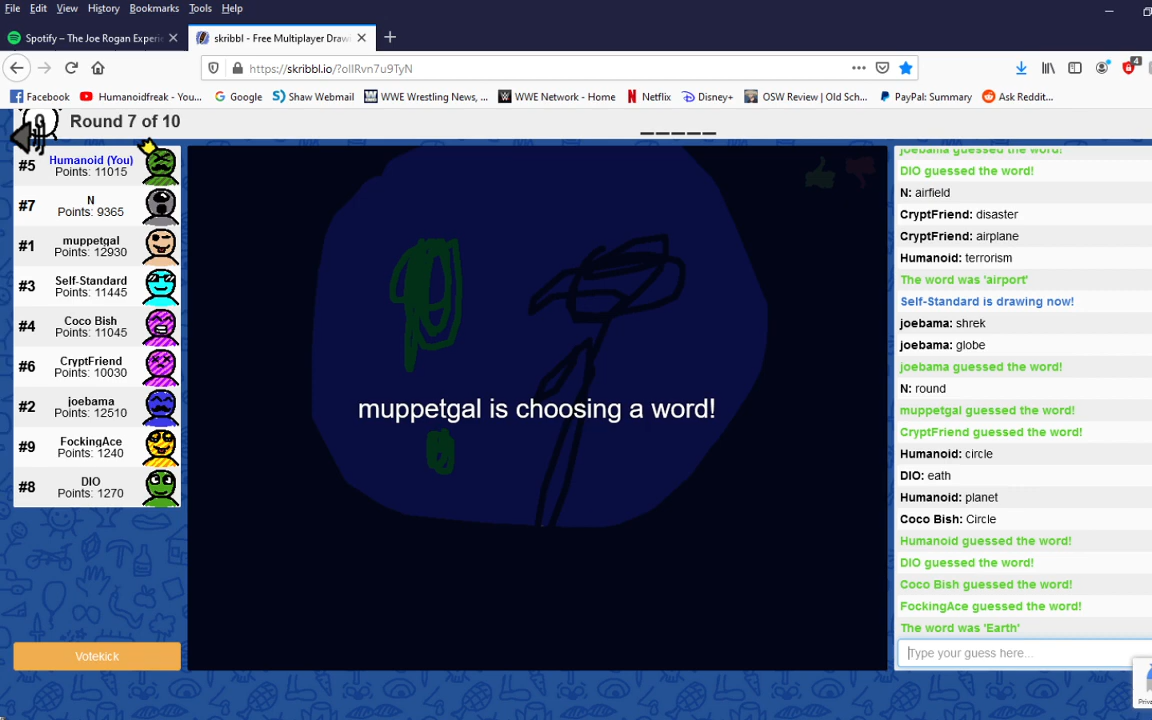 File Edit View History Bookmarks Tools Help
Spotify – The Joe Rogan Experi
skribbl - Free Multiplayer Draw
https://skribbl.io/?olIRvn7u9TyN
4
Facebook Humanoidfreak - You... Google Shaw Webmail WWE Wrestling News, ... WWE Network - Home Netflix Disney+ OSW Review | Old Sch... PayPal: Summary Ask Reddit...
0 Round 7 of 10 _____
#5 Humanoid (You)
Points: 11015
#7 N
Points: 9365
#1 muppetgal
Points: 12930
#3 Self-Standard
Points: 11445
#4 Coco Bish
Points: 11045
#6 CryptFriend
Points: 10030
#2 joebama
Points: 12510
#9 FockingAce
Points: 1240
#8 DIO
Points: 1270
Votekick
muppetgal is choosing a word!
joebama guessed the word!
DIO guessed the word!
N: airfield
CryptFriend: disaster
CryptFriend: airplane
Humanoid: terrorism
The word was 'airport'
Self-Standard is drawing now!
joebama: shrek
joebama: globe
joebama guessed the word!
N: round
muppetgal guessed the word!
CryptFriend guessed the word!
Humanoid: circle
DIO: eath
Humanoid: planet
Coco Bish: Circle
Humanoid guessed the word!
DIO guessed the word!
Coco Bish guessed the word!
FockingAce guessed the word!
The word was 'Earth'
Type your guess here...
Priva